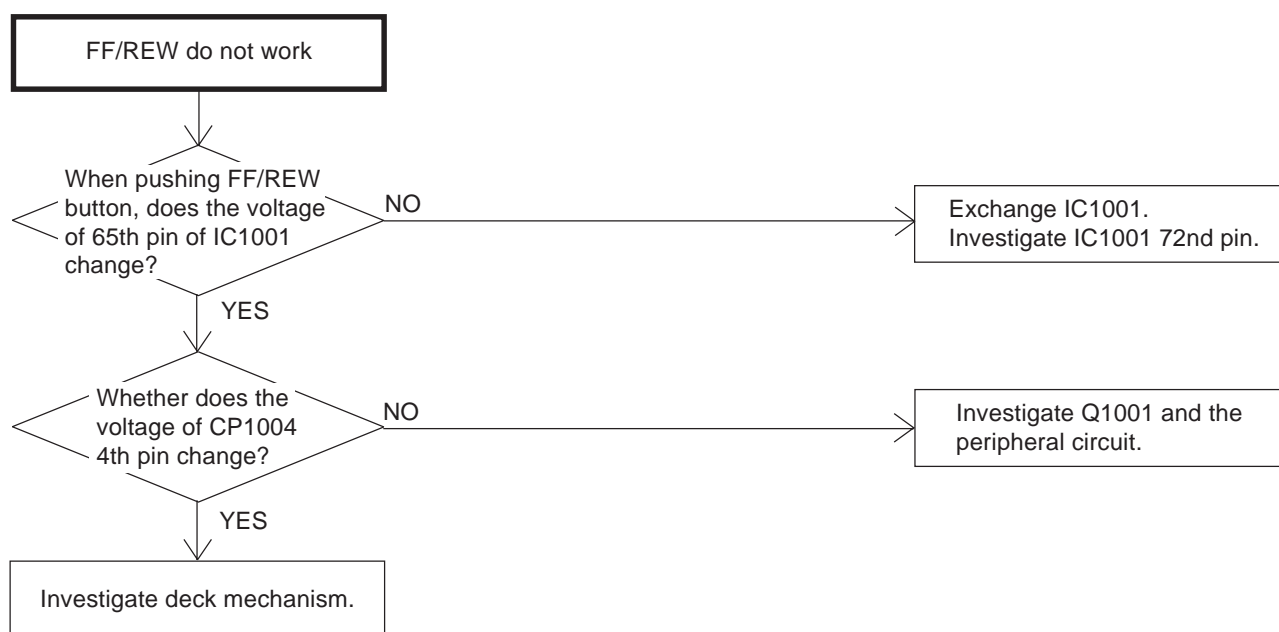 FF/REW do not work
When pushing FF/REW
button, does the voltage
of 65th pin of IC1001
change?
NO
Exchange IC1001.
Investigate IC1001 72nd pin.
YES
Whether does the
voltage of CP1004
4th pin change?
NO
Investigate Q1001 and the
peripheral circuit.
YES
Investigate deck mechanism.